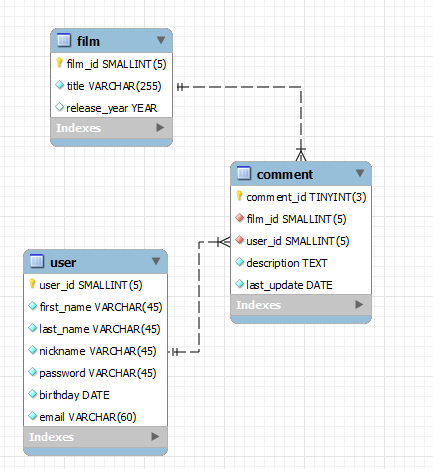 film
film_id SMALLINT(5)
title VARCHAR(255)
release_year YEAR
Indexes
comment
comment_id TINYINT(3)
film_id SMALLINT(5)
user_id SMALLINT(5)
description TEXT
last_update DATE
Indexes
user
user_id SMALLINT(5)
first_name VARCHAR(45)
last_name VARCHAR(45)
nickname VARCHAR(45)
password VARCHAR(45)
birthday DATE
email VARCHAR(60)
Indexes